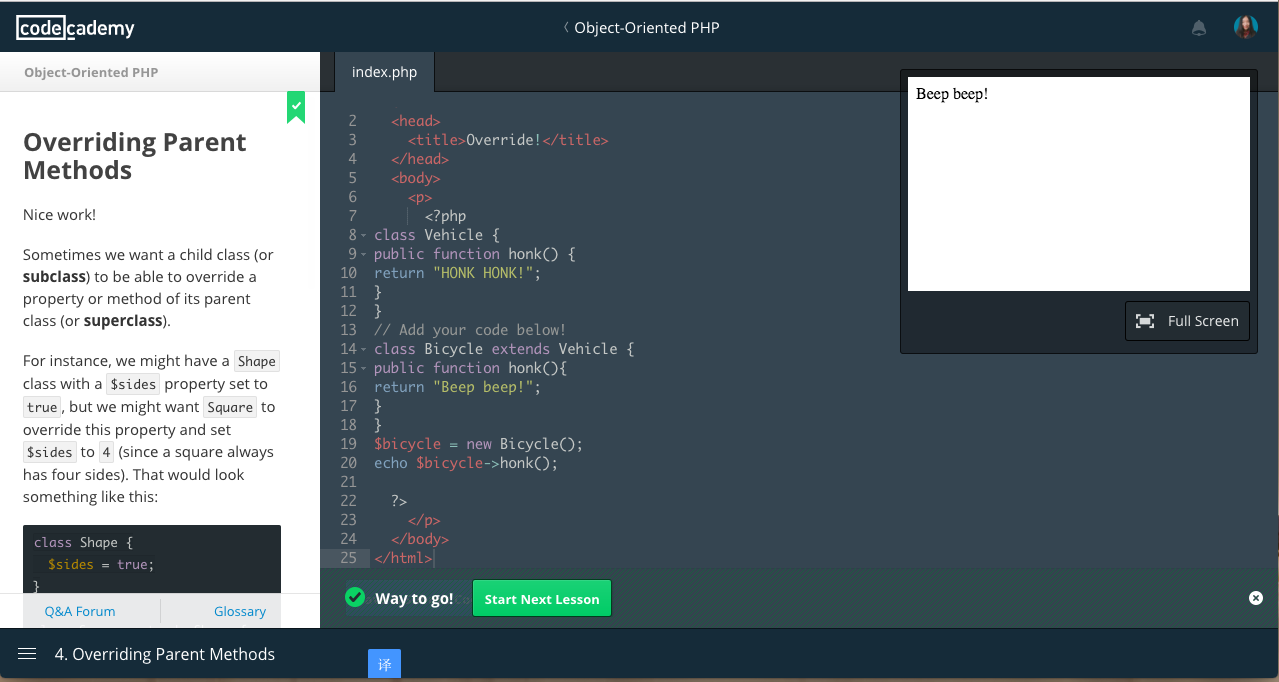 codecademy
Object-Oriented PHP
Object-Oriented PHP
Overriding Parent
Methods
Nice work!
Sometimes we want a child class (or
subclass) to be able to override a
property or method of its parent
class (or superclass).
For instance, we might have a Shape
class with a $sides property set to
true, but we might want Square to
override this property and set
$sides to 4 (since a square always
has four sides). That would look
something like this:
class Shape {
$sides = true;
}
Q&A Forum
Glossary
index.php
2 <head>
3 <title>Override!</title>
4 </head>
5 <body>
6 <p>
7 <?php
8 class Vehicle {
9 public function honk() {
10 return "HONK HONK!";
11 }
12 }
13 // Add your code below!
14 class Bicycle extends Vehicle {
15 public function honk(){
16 return "Beep beep!";
17 }
18 }
19 $bicycle = new Bicycle();
20 echo $bicycle->honk();
21
22 ?>
23 </p>
24 </body>
25 </html>
Beep beep!
Full Screen
Way to go!
Start Next Lesson
4. Overriding Parent Methods
译